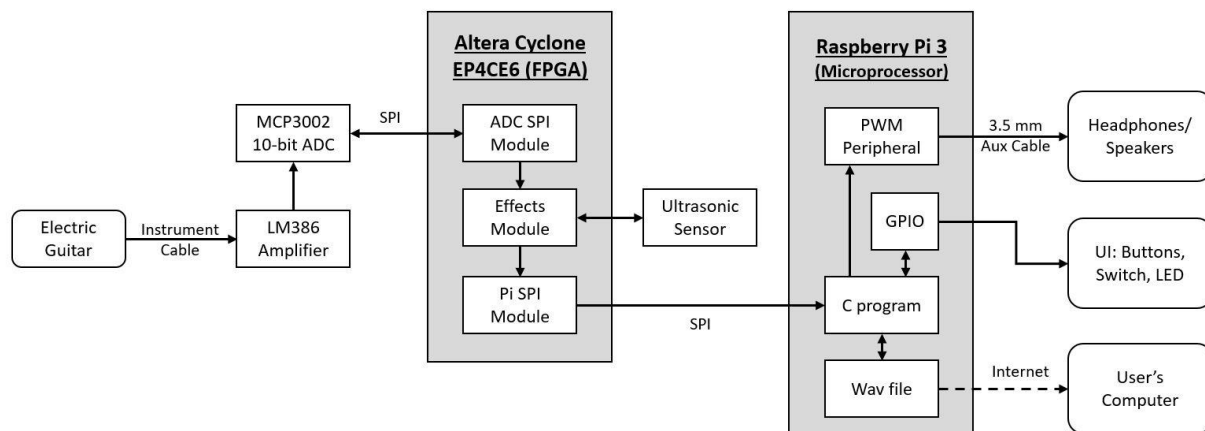 Altera Cyclone
EP4CE6 (FPGA)
Raspberry Pi 3
(Microprocessor)
MCP3002
10-bit ADC
SPI
ADC SPI
Module
PWM
Peripheral
3.5 mm
Aux Cable
Headphones/
Speakers
Electric
Guitar
Instrument
Cable
LM386
Amplifier
Effects
Module
Ultrasonic
Sensor
GPIO
UI: Buttons,
Switch, LED
Pi SPI
Module
SPI
C program
Wav file
Internet
User’s
Computer